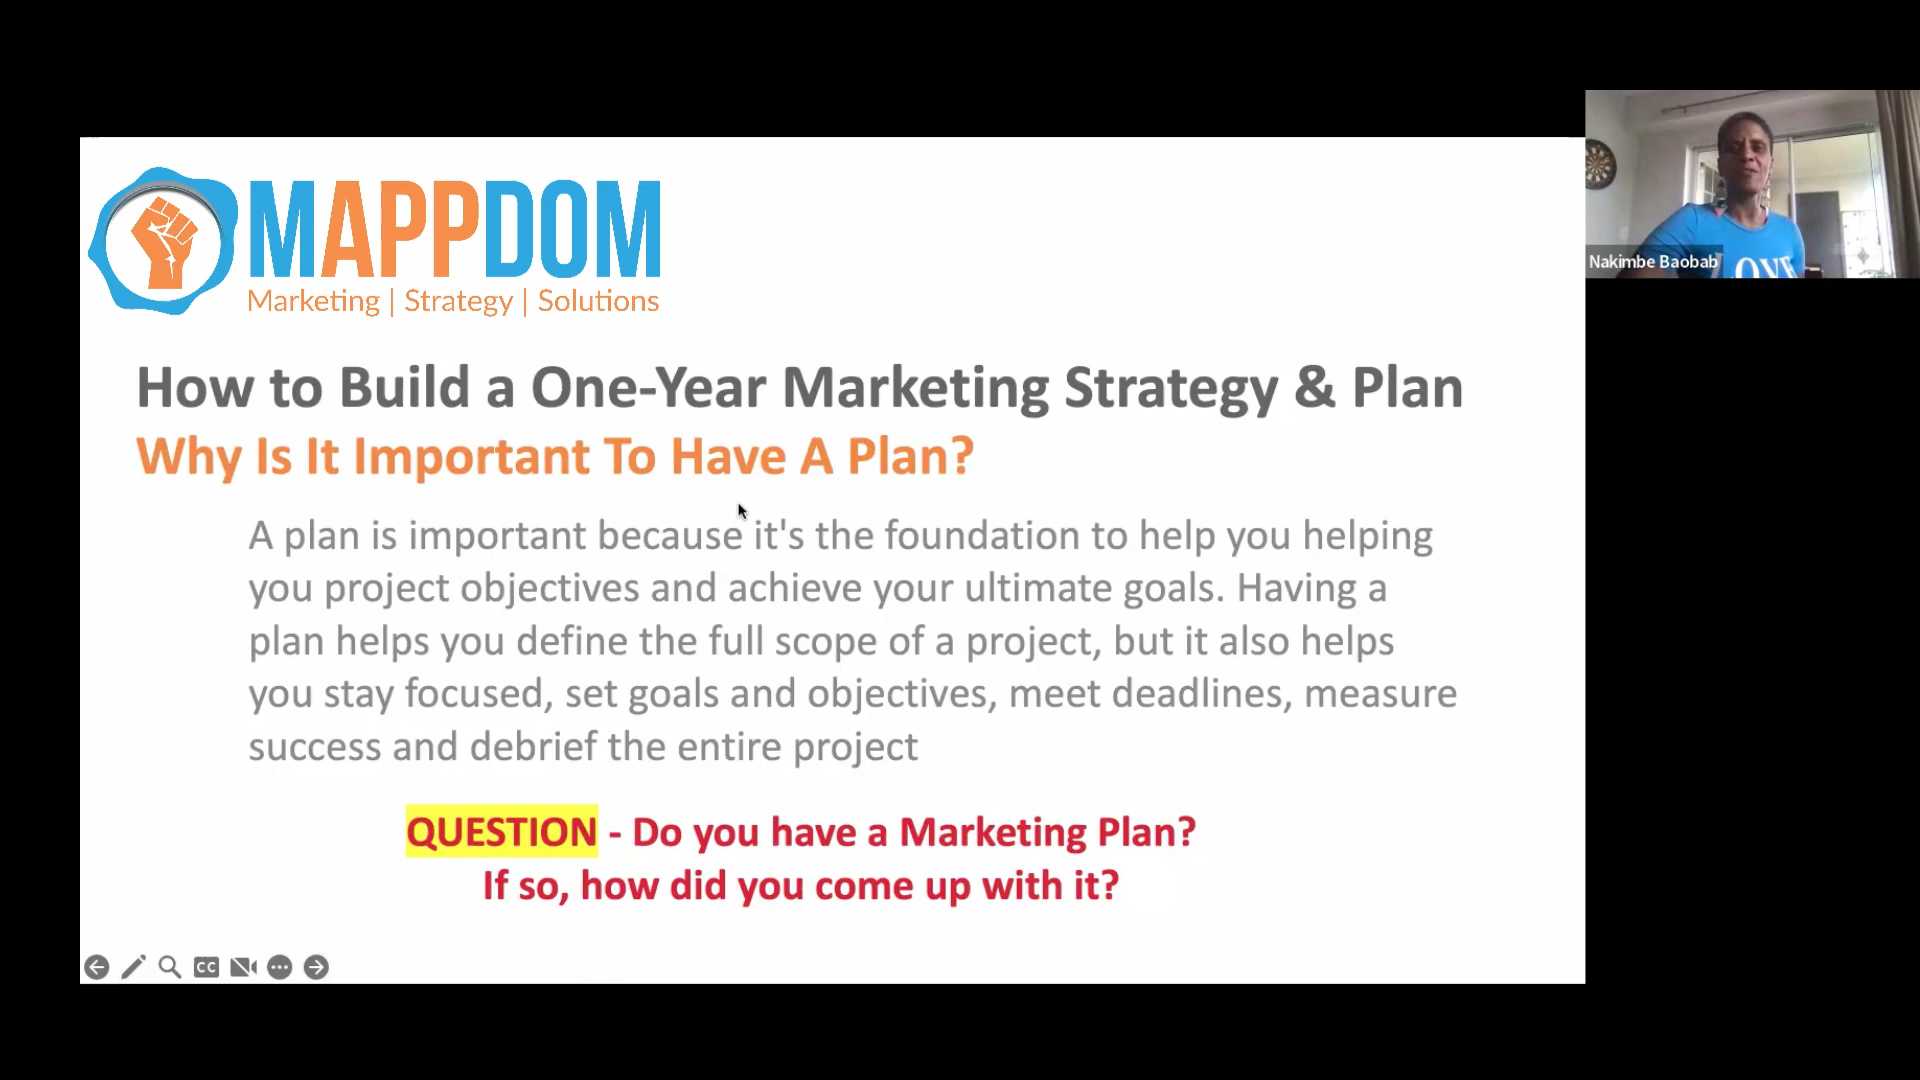 MAPPDOM
Marketing | Strategy | Solutions
How to Build a One-Year Marketing Strategy & Plan
Why Is It Important To Have A Plan?
A plan is important because it's the foundation to help you helping
you project objectives and achieve your ultimate goals. Having a
plan helps you define the full scope of a project, but it also helps
you stay focused, set goals and objectives, meet deadlines, measure
success and debrief the entire project
QUESTION - Do you have a Marketing Plan?
If so, how did you come up with it?
CC
Nakimbe Baobab
OVE